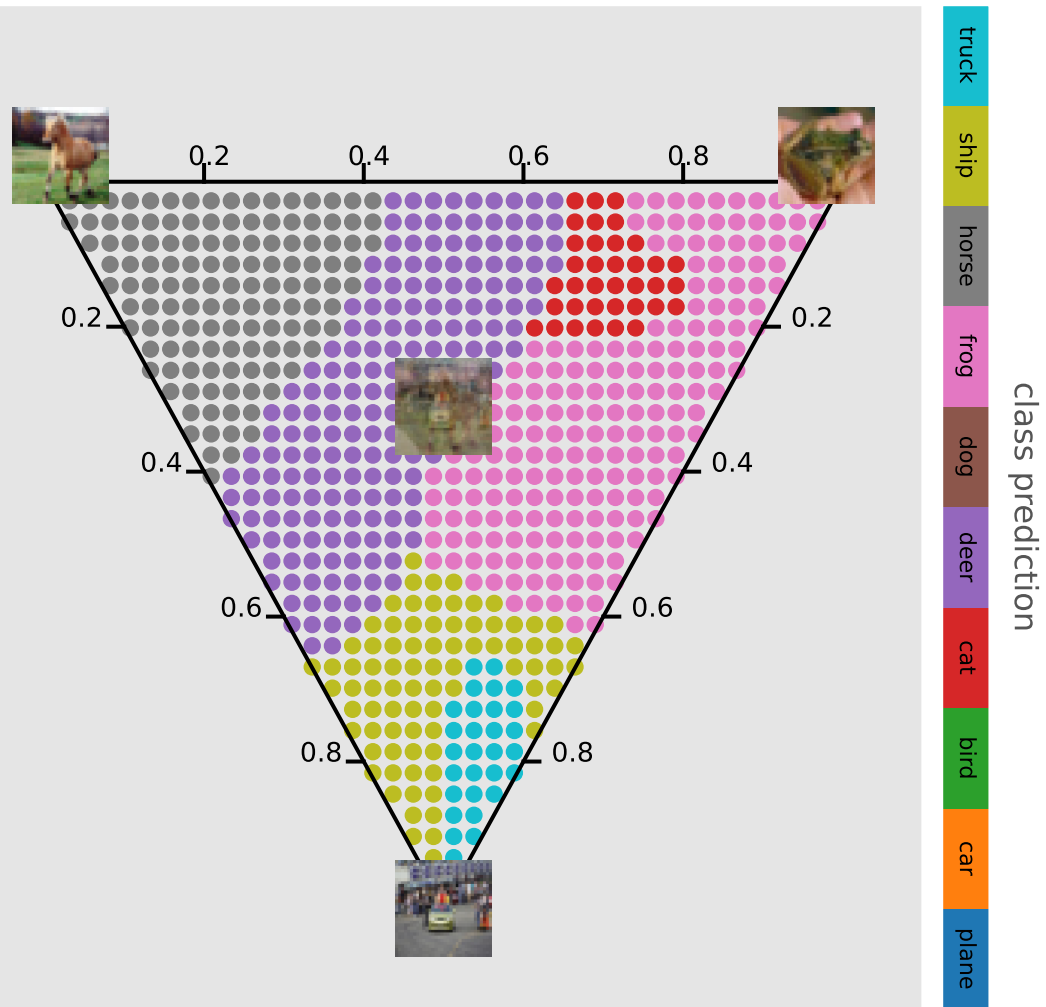 0.2 0.4 0.6 0.8
0.2 0.2
0.4 0.4
0.6 0.6
0.8 0.8
truck
ship
horse
frog
dog
deer
cat
bird
car
plane
class prediction